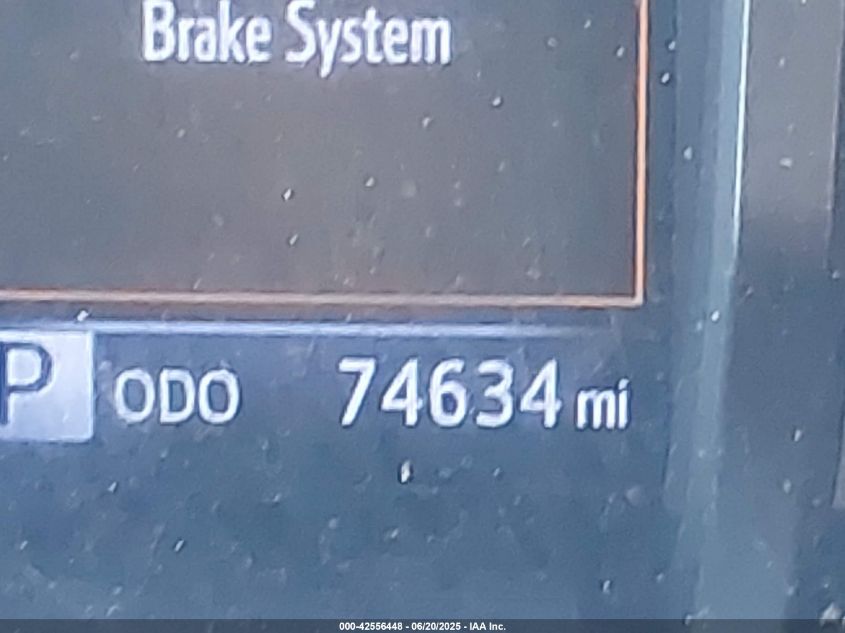 Brake System
P ODO 74634 mi
000-42556448 - 06/20/2025 - IAA Inc.